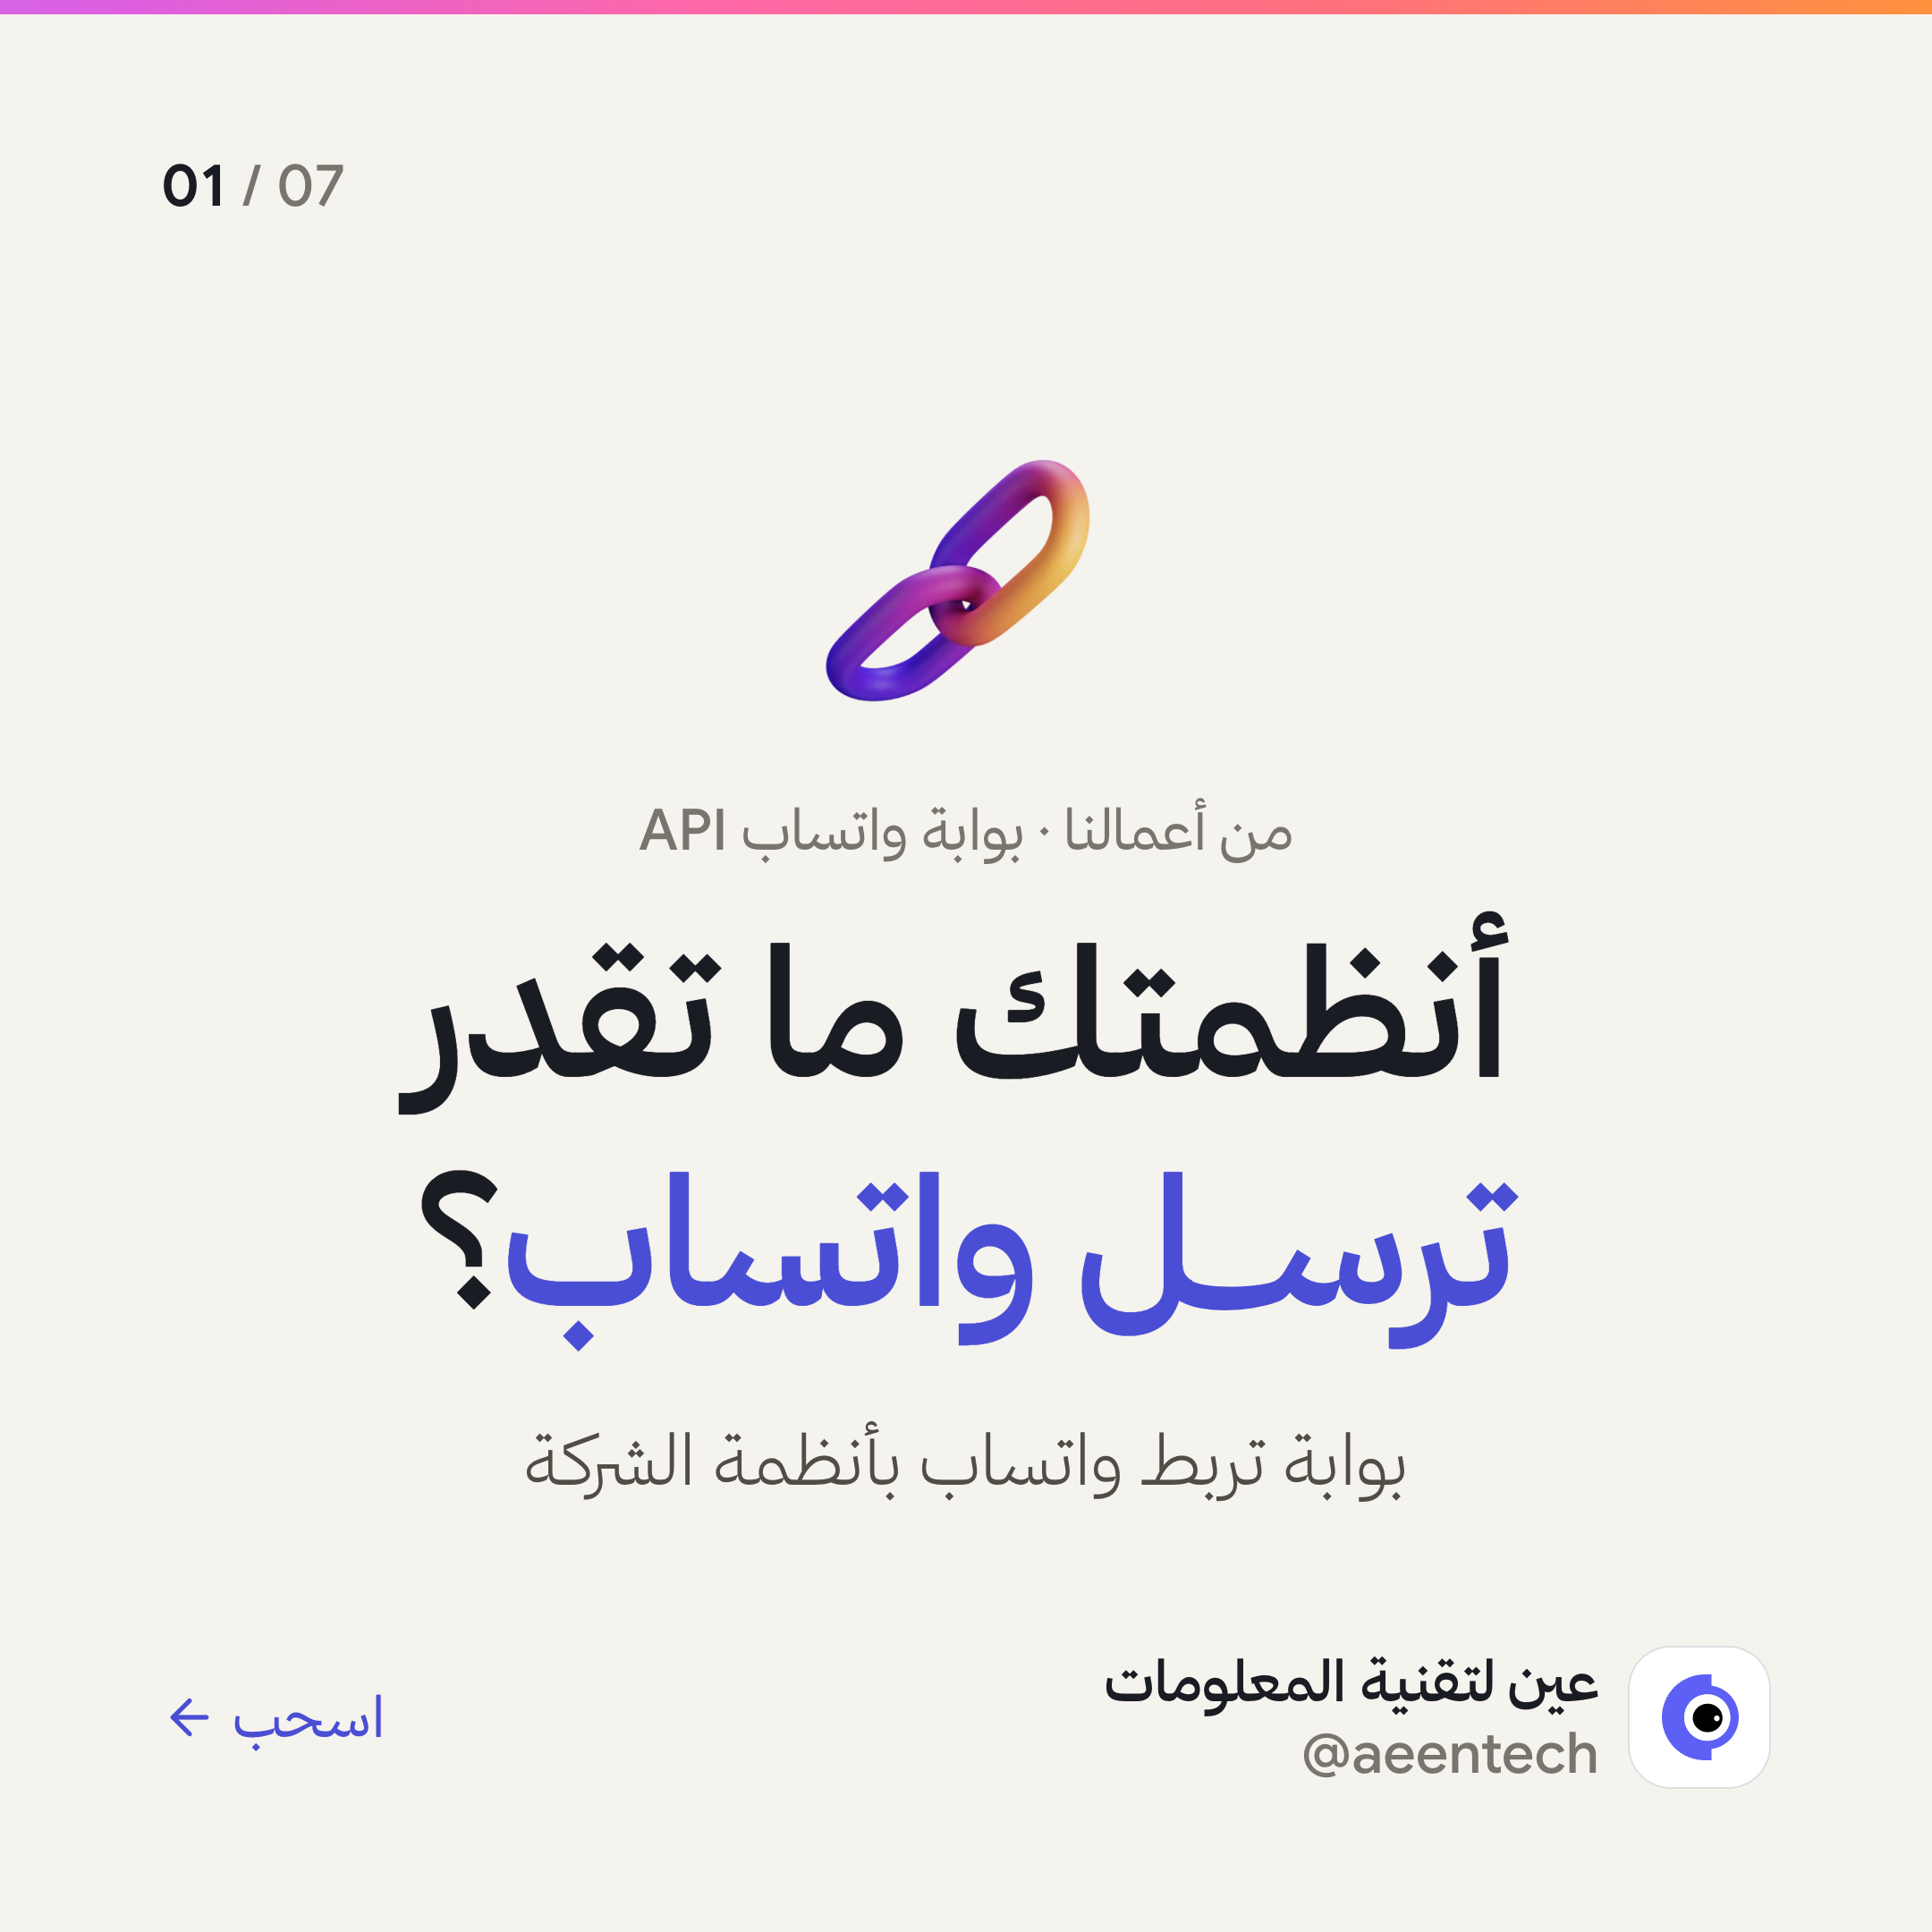 01 / 07
من أعمالنا · بوابة واتساب API
أنظمتك ما تقدر
ترسل واتساب؟
بوابة تربط واتساب بأنظمة الشركة
عين لتقنية المعلومات
@aeentech
اسحب ←